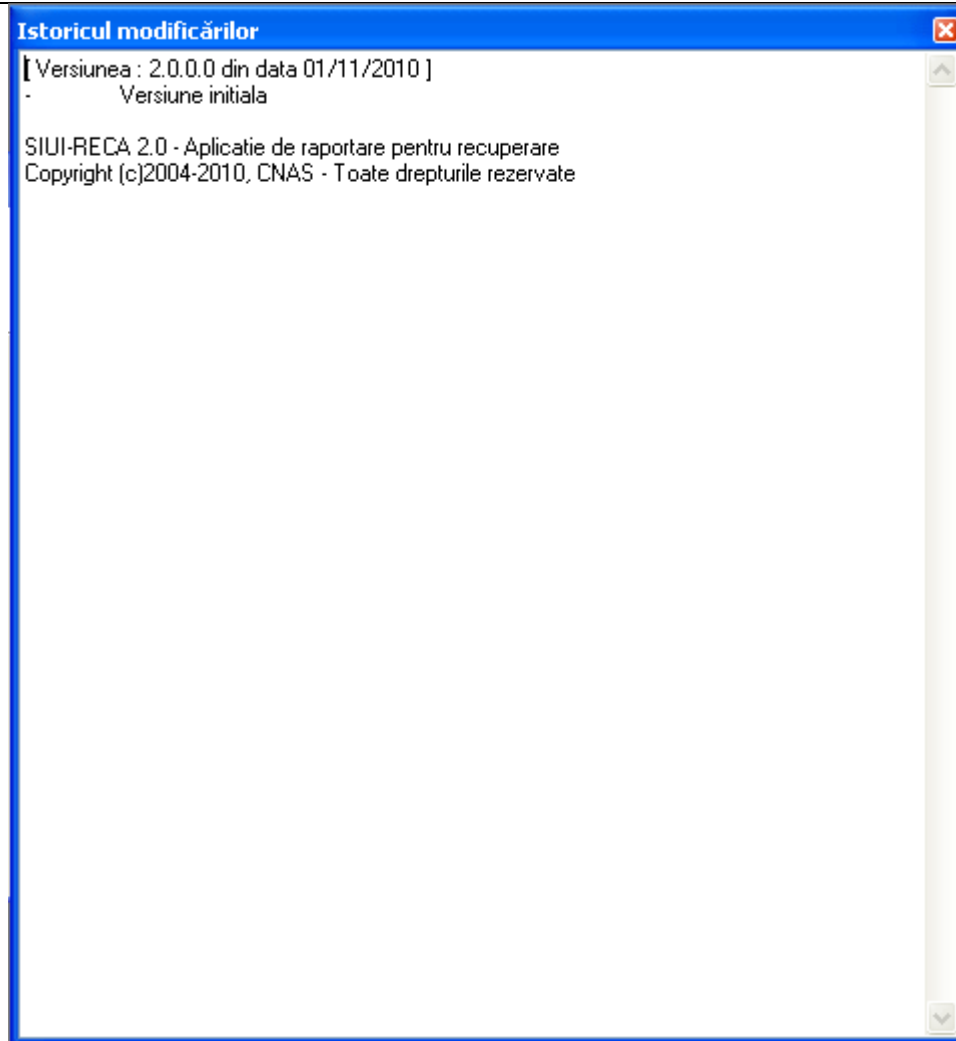 Istoricul modificărilor
[ Versiunea : 2.0.0.0 din data 01/11/2010 ]
- Versiune initiala
SIUI-RECA 2.0 - Aplicatie de raportare pentru recuperare
Copyright (c)2004-2010, CNAS - Toate drepturile rezervate